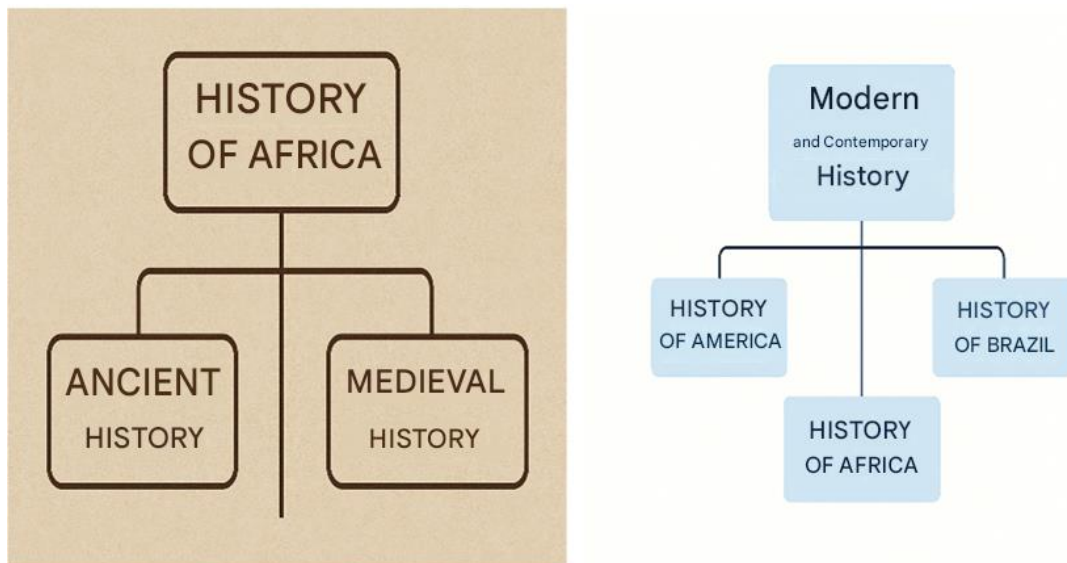 HISTORY
OF AFRICA
ANCIENT
HISTORY
MEDIEVAL
HISTORY
Modern
and Contemporary
History
HISTORY
OF AMERICA
HISTORY
OF BRAZIL
HISTORY
OF AFRICA